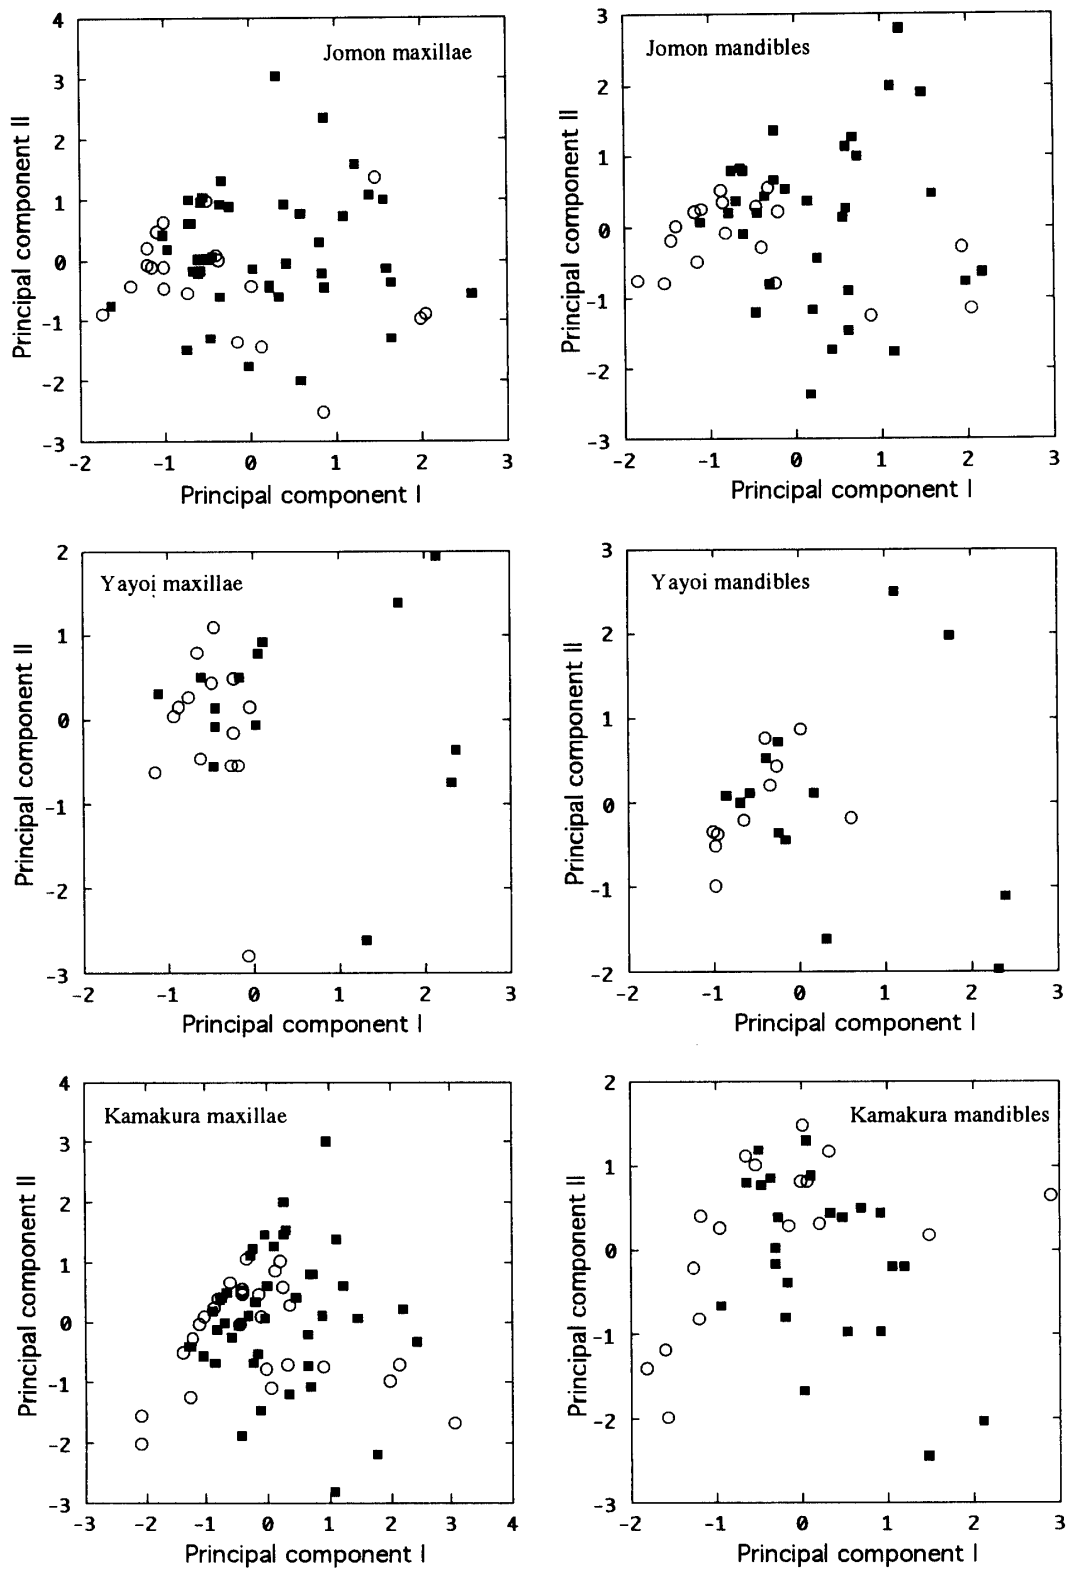 Jomon maxillae
Principal component II
4
3
2
1
0
-1
-2
-3
-2 -1 0 1 2 3
Principal component I
Jomon mandibles
Principal component II
3
2
1
0
-1
-2
-3
-2 -1 0 1 2 3
Principal component I
Yayoi maxillae
Principal component II
2
1
0
-1
-2
-3
-2 -1 0 1 2 3
Principal component I
Yayoi mandibles
Principal component II
3
2
1
0
-1
-2
-2 -1 0 1 2 3
Principal component I
Kamakura maxillae
Principal component II
4
3
2
1
0
-1
-2
-3
-3 -2 -1 0 1 2 3 4
Principal component I
Kamakura mandibles
Principal component II
2
1
0
-1
-2
-3
-2 -1 0 1 2 3
Principal component I